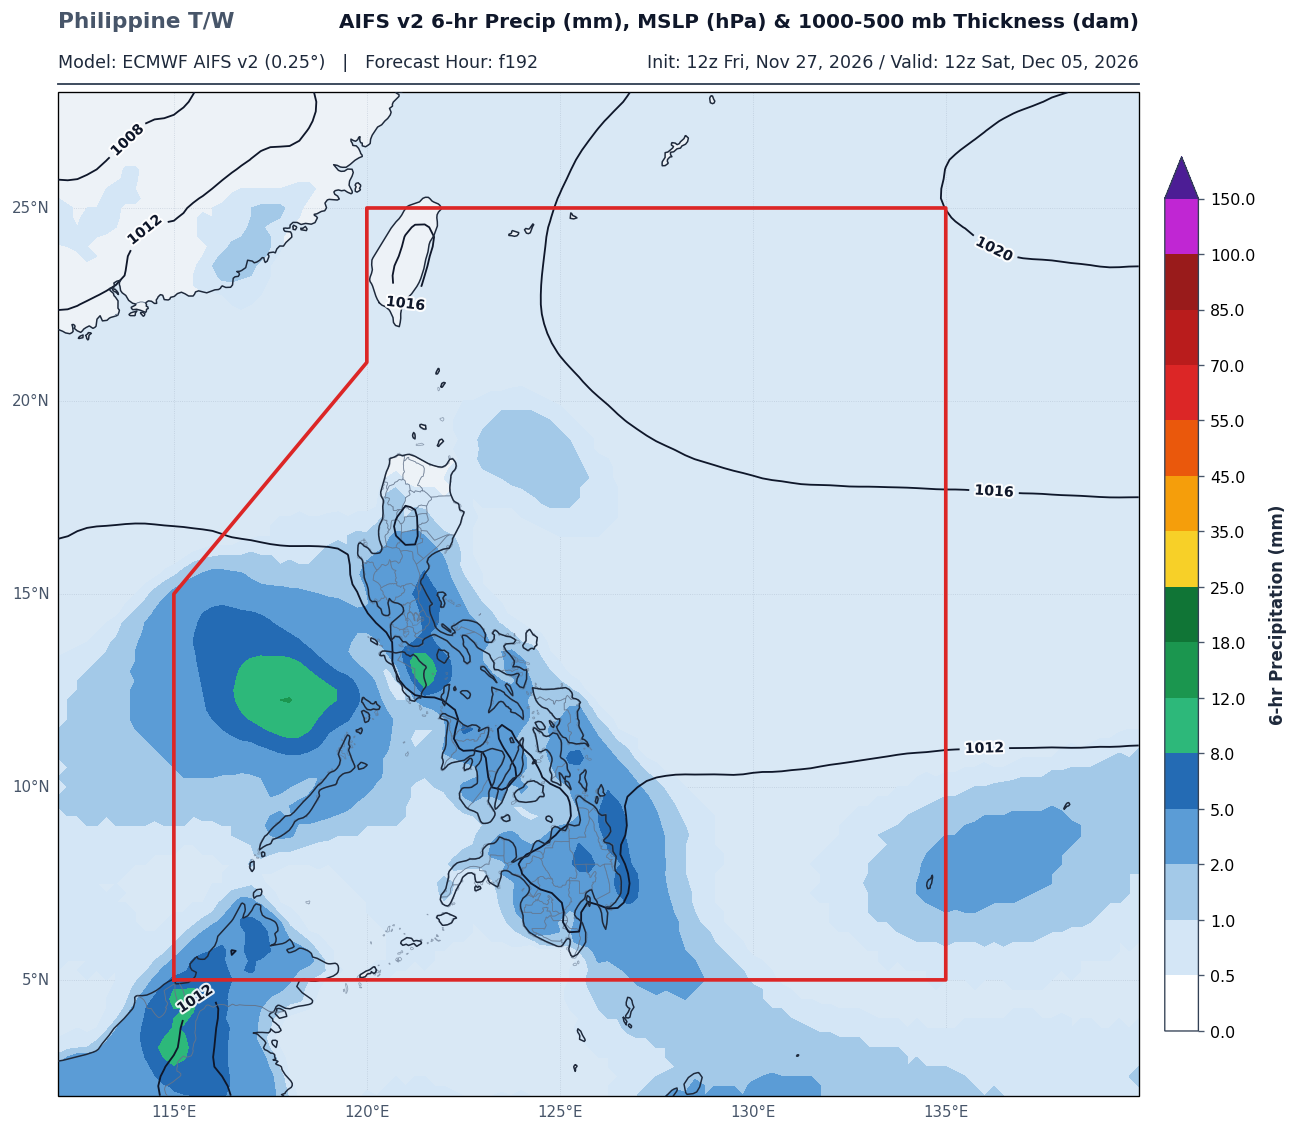 Philippine T/W
AIFS v2 6-hr Precip (mm), MSLP (hPa) & 1000-500 mb Thickness (dam)
Model: ECMWF AIFS v2 (0.25°) | Forecast Hour: f192
Init: 12z Fri, Nov 27, 2026 / Valid: 12z Sat, Dec 05, 2026
1008
1012
1020
1016
1016
1012
1012
25°N
20°N
15°N
10°N
5°N
115°E
120°E
125°E
130°E
135°E
150.0
100.0
85.0
70.0
55.0
45.0
35.0
25.0
18.0
12.0
8.0
5.0
2.0
1.0
0.5
0.0
6-hr Precipitation (mm)